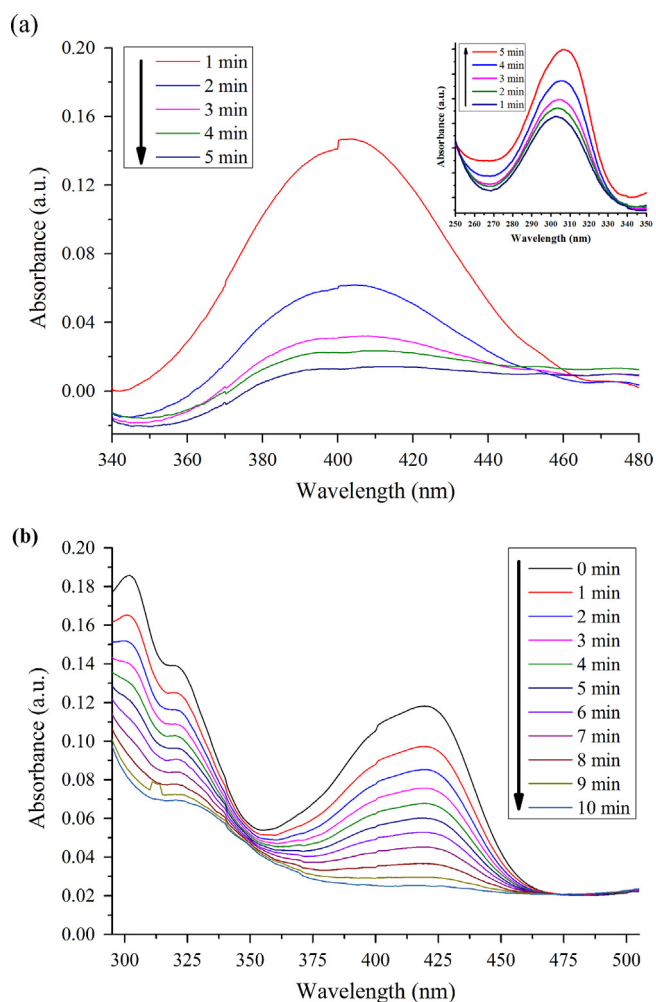 (a)
0.20
0.16
0.12
0.08
0.04
0.00
Absorbance (a.u.)
1 min
2 min
3 min
4 min
5 min
5 min
4 min
3 min
2 min
1 min
Absorbance (a.u.)
250 260 270 280 290 300 310 320 330 340 350
Wavelength (nm)
340 360 380 400 420 440 460 480
Wavelength (nm)
(b)
0.20
0.18
0.16
0.14
0.12
0.10
0.08
0.06
0.04
0.02
0.00
Absorbance (a.u.)
0 min
1 min
2 min
3 min
4 min
5 min
6 min
7 min
8 min
9 min
10 min
300 325 350 375 400 425 450 475 500
Wavelength (nm)